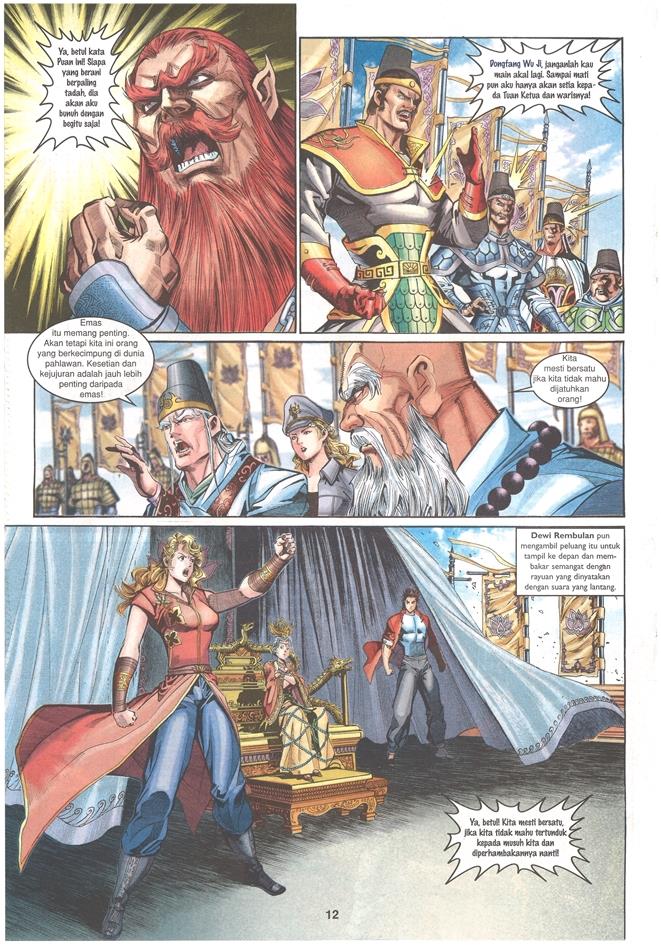 Ya, betul kata
Puan ini! Siapa
yang berani
berpaling
tadah, dia
akan aku
bunuh dengan
begitu saja!
Dongfang Wu Ji, janganlah kau
main akal lagi. Sampai mati
pun aku hanya akan setia kepa-
da Tuan Ketua dan warisnya!
Emas
itu memang penting.
Akan tetapi kita ini orang
yang berkecimpung di dunia
pahlawan. Kesetian dan
kejujuran adalah jauh lebih
penting daripada
emas!
Kita
mesti bersatu
jika kita tidak mahu
dijatuhkan
orang!
Dewi Rembulan pun
mengambil peluang itu untuk
tampil ke depan dan mem-
bakar semangat dengan
rayuan yang dinyatakan
dengan suara yang lantang.
Ya, betul! Kita mesti bersatu,
jika kita tidak mahu tertunduk
kepada musuh kita dan
diperhambakannya nanti!
12